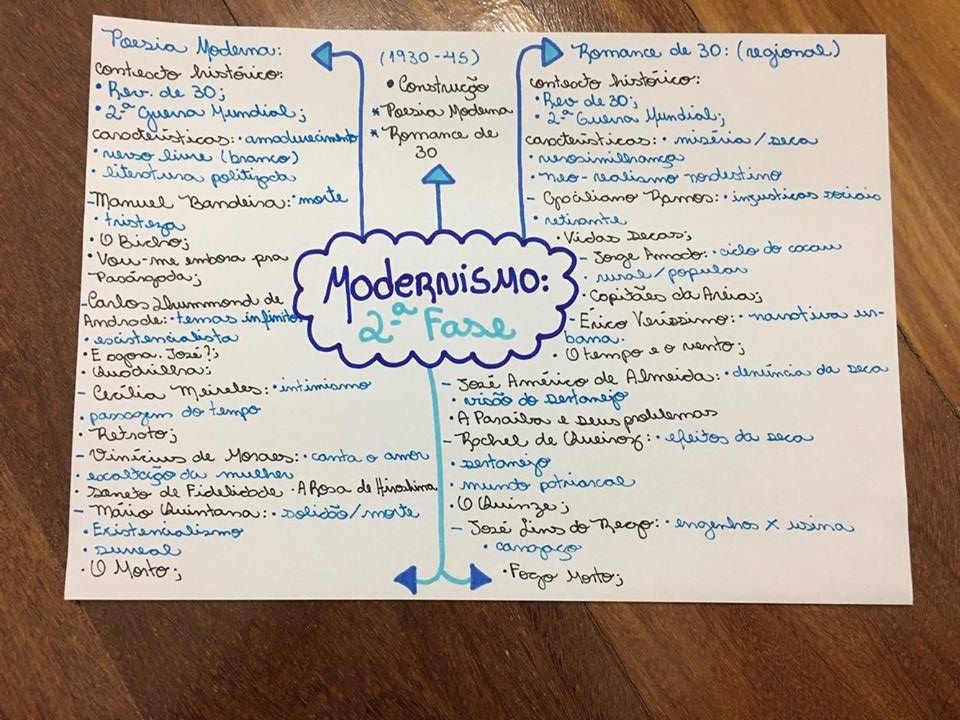 Poesia Moderna:
contexto histórico:
• Rev. de 30;
• 2ª Guerra Mundial;
características: • amadurecimento
• verso livre (branco)
• literatura politizada
- Manuel Bandeira: • morte
• tristeza
• O Bicho;
• Vou-me embora pra
Pasárgada;
- Carlos Drummond de
Andrade: • temas infinitos
• existencialista
• E agora. José?;
• Quadrilha;
- Cecília Meireles: • intimismo
• passagem do tempo
• Retrato;
- Vinícius de Moraes: • canta o amor
• exaltação da mulher
• Soneto de Fidelidade • A Rosa de Hiroshima
- Mário Quintana: • solidão/morte
• Existencialismo
• surreal
• O Morto;
(1930-45)
• Construção
* Poesia Moderna
* Romance de
30
Modernismo:
2ª Fase
Romance de 30: (regional)
contexto histórico:
• Rev de 30;
• 2ª Guerra Mundial;
características: • miséria/seca
• verosimilhança
• neo-realismo nordestino
- Graciliano Ramos: • injustiças sociais
• retirante
• Vidas Secas;
- Jorge Amado: • ciclo do cacau
• rural/popular
• Capitães da Areia;
- Érico Veríssimo: • narrativa ur-
bana.
• O tempo e o vento;
- José Américo de Almeida: • denúncia da seca
• visão do sertanejo
• A Paraíba e seus problemas
- Rachel de Queiroz: • efeitos da seca
• sertanejo
• mundo patriarcal
• O Quinze;
- José Lins do Rego: • engenhos x usina
• cangaço
• Fogo Morto;